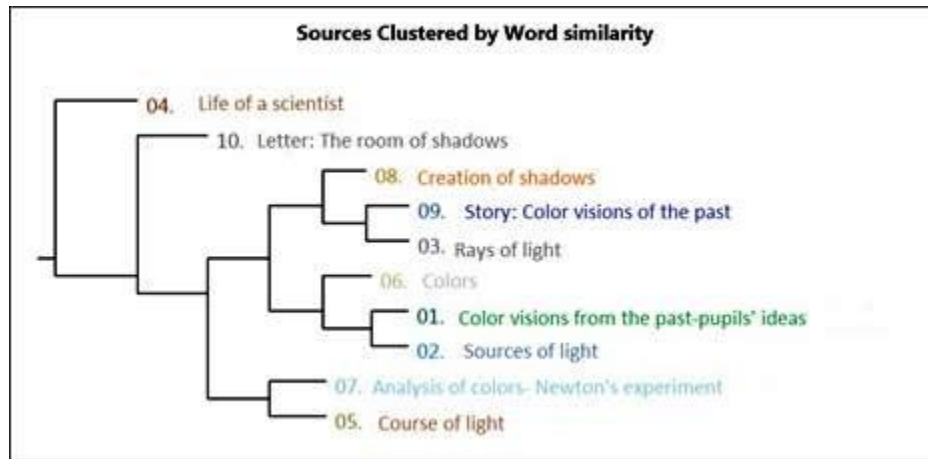 Sources Clustered by Word similarity
04. Life of a scientist
10. Letter: The room of shadows
08. Creation of shadows
09. Story: Color visions of the past
03. Rays of light
06. Colors
01. Color visions from the past-pupils' ideas
02. Sources of light
07. Analysis of colors- Newton's experiment
05. Course of light